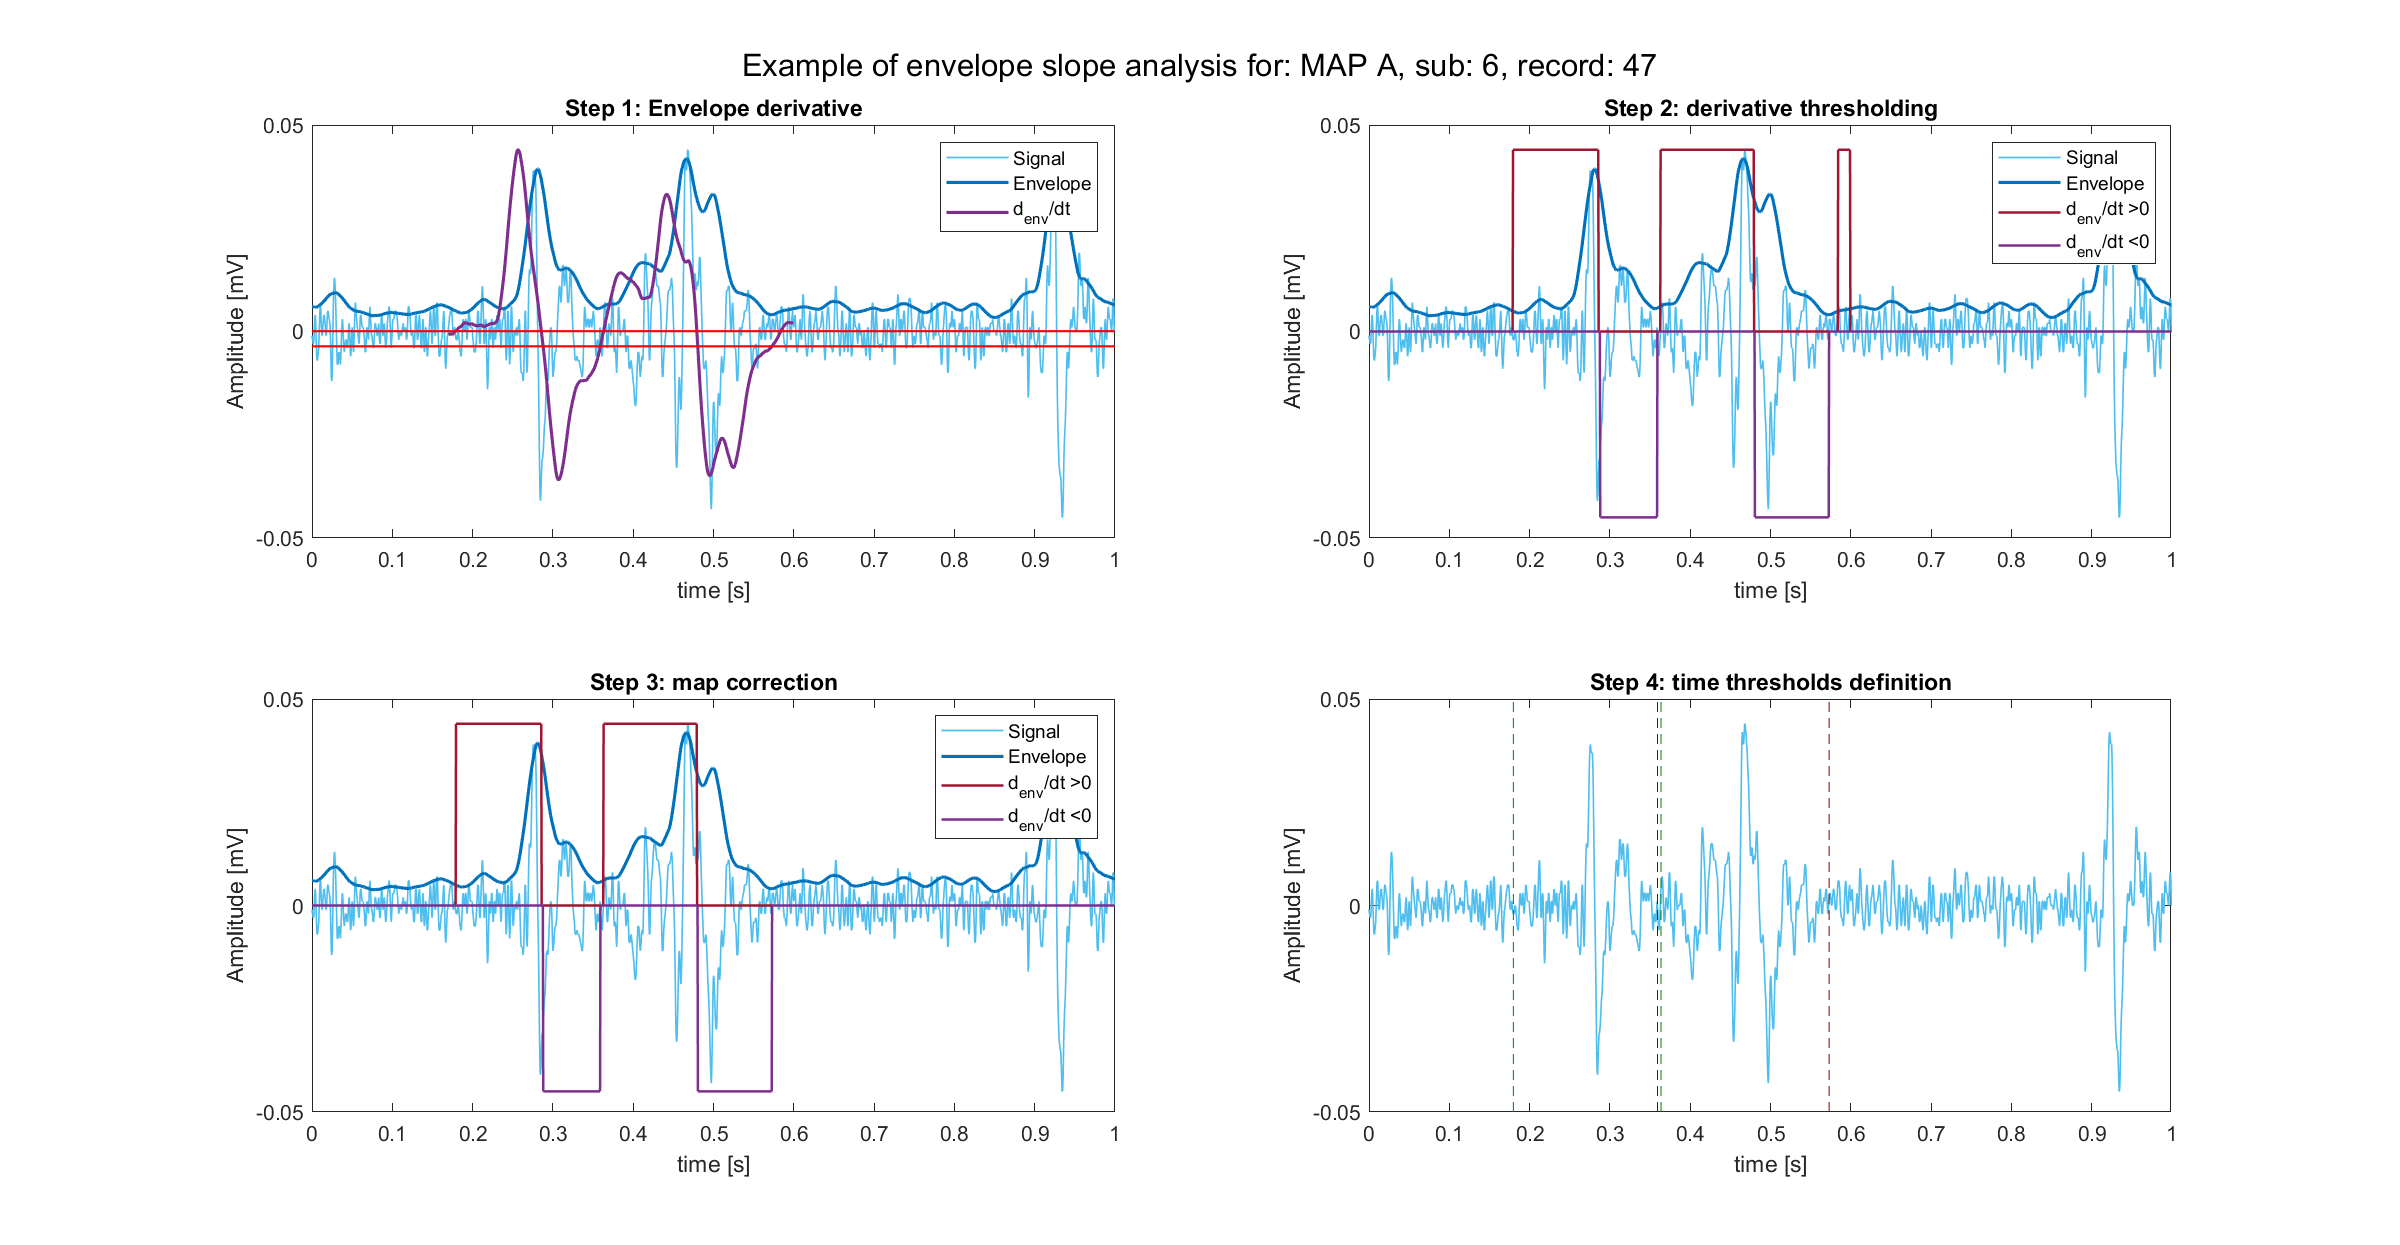 Example of envelope slope analysis for: MAP A, sub: 6, record: 47
Step 1: Envelope derivative
0.05
0
-0.05
Amplitude [mV]
0 0.1 0.2 0.3 0.4 0.5 0.6 0.7 0.8 0.9 1
time [s]
Signal
Envelope
d_env/dt
Step 2: derivative thresholding
0.05
0
-0.05
Amplitude [mV]
0 0.1 0.2 0.3 0.4 0.5 0.6 0.7 0.8 0.9 1
time [s]
Signal
Envelope
d_env/dt >0
d_env/dt <0
Step 3: map correction
0.05
0
-0.05
Amplitude [mV]
0 0.1 0.2 0.3 0.4 0.5 0.6 0.7 0.8 0.9 1
time [s]
Signal
Envelope
d_env/dt >0
d_env/dt <0
Step 4: time thresholds definition
0.05
0
-0.05
Amplitude [mV]
0 0.1 0.2 0.3 0.4 0.5 0.6 0.7 0.8 0.9 1
time [s]